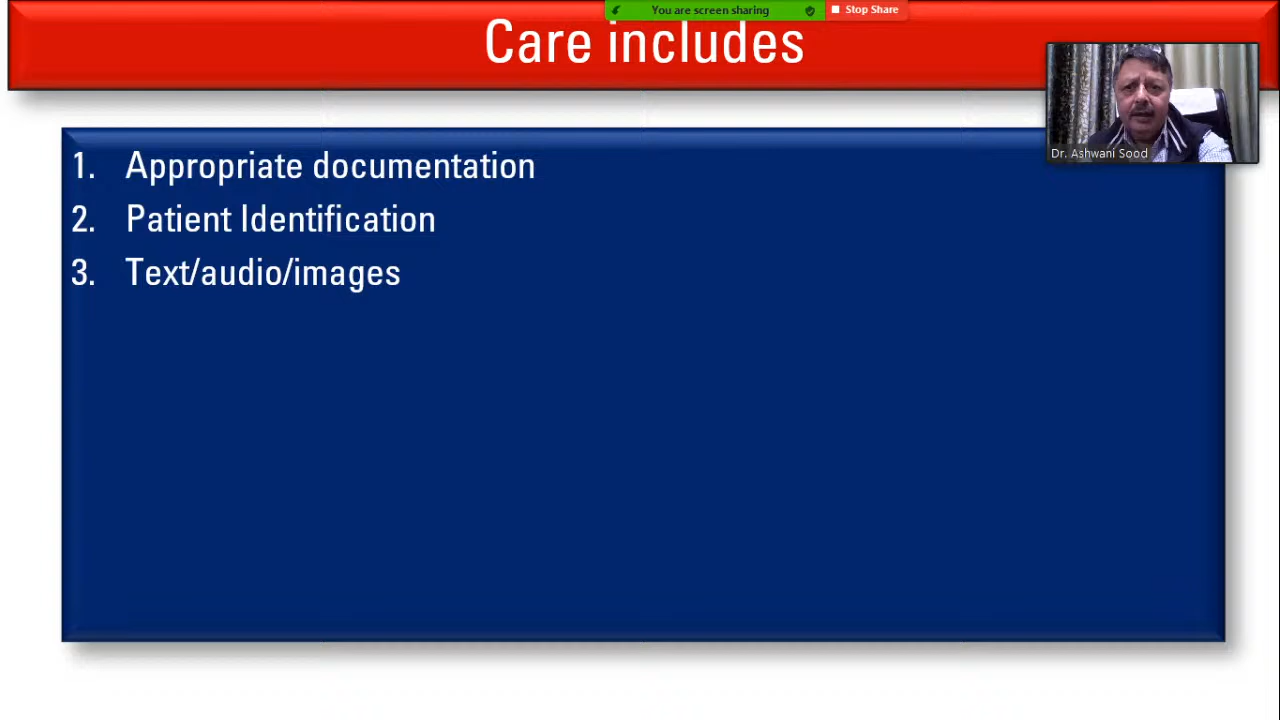 You are screen sharing
Stop Share
Care includes
Dr. Ashwani Sood
1. Appropriate documentation
2. Patient Identification
3. Text/audio/images